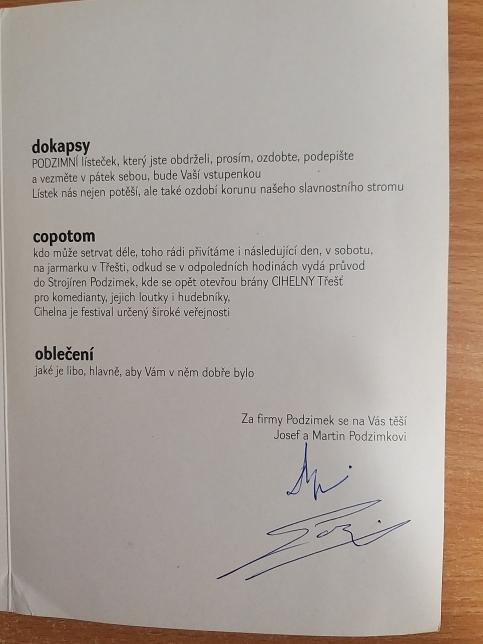 dokapsy
PODZIMNÍ lísteček, který jste obdrželi, prosím, ozdobte, podepište
a vezměte v pátek sebou, bude Vaší vstupenkou
Lístek nás nejen potěší, ale také ozdobí korunu našeho slavnostního stromu
copotom
kdo může setrvat déle, toho rádi přivítáme i následující den, v sobotu,
na jarmarku v Třešti, odkud se v odpoledních hodinách vydá průvod
do Strojíren Podzimek, kde se opět otevřou brány CIHELNY Třešť
pro komedianty, jejich loutky i hudebníky,
Cihelna je festival určený široké veřejnosti
oblečení
jaké je libo, hlavně, aby Vám v něm dobře bylo
Za firmy Podzimek se na Vás těší
Josef a Martin Podzimkovi